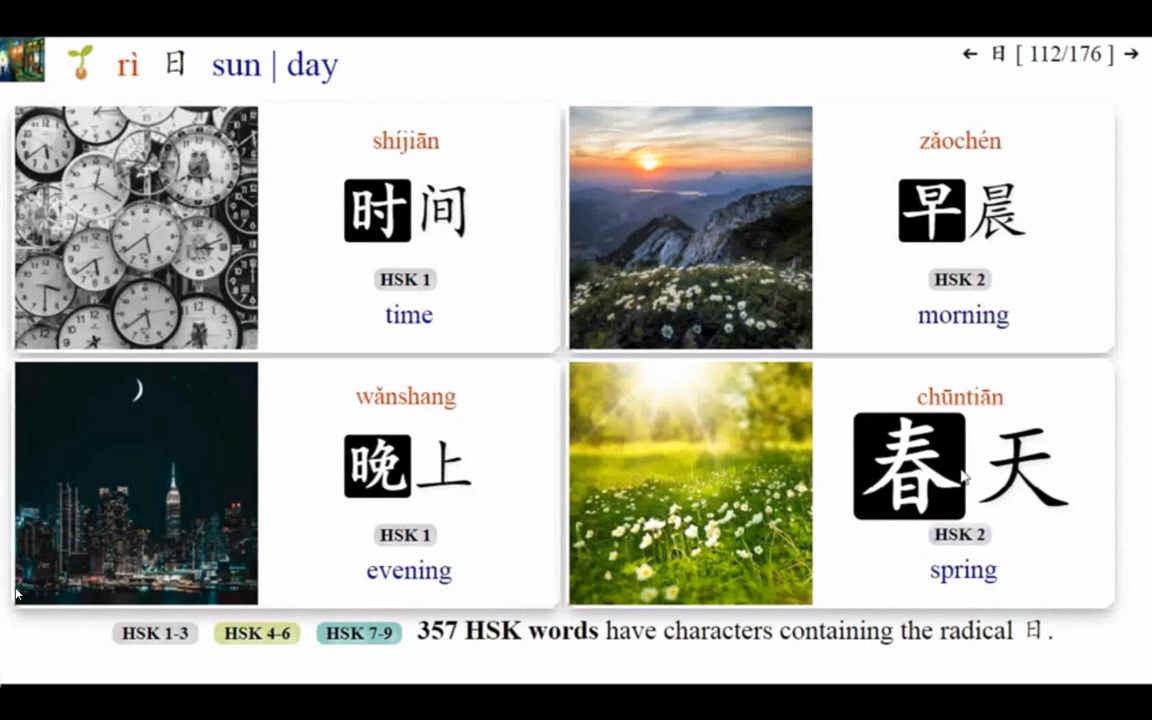 rì 日 sun | day
← 日 [ 112/176 ] →
shíjiān
时间
HSK 1
time
zǎochén
早晨
HSK 2
morning
wǎnshang
晚上
HSK 1
evening
chūntiān
春天
HSK 2
spring
HSK 1-3 HSK 4-6 HSK 7-9 357 HSK words have characters containing the radical 日.